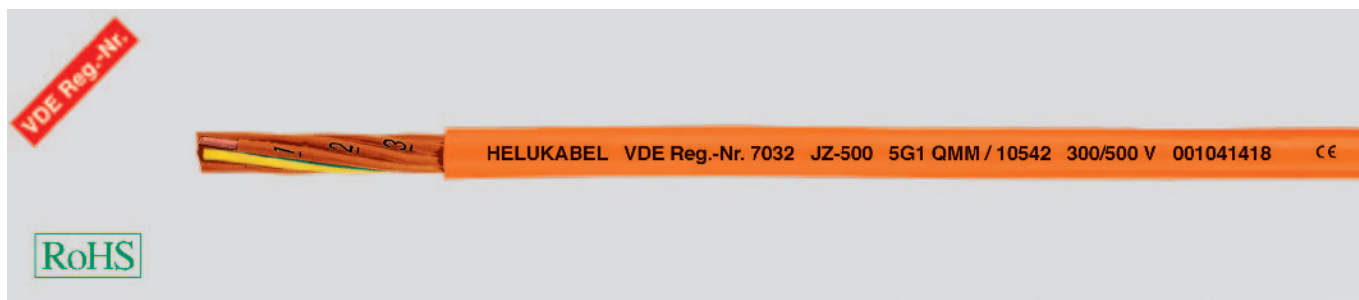 VDE Reg.-Nr.
1 2 3
HELUKABEL VDE Reg.-Nr. 7032 JZ-500 5G1 QMM / 10542 300/500 V 001041418 CE
RoHS